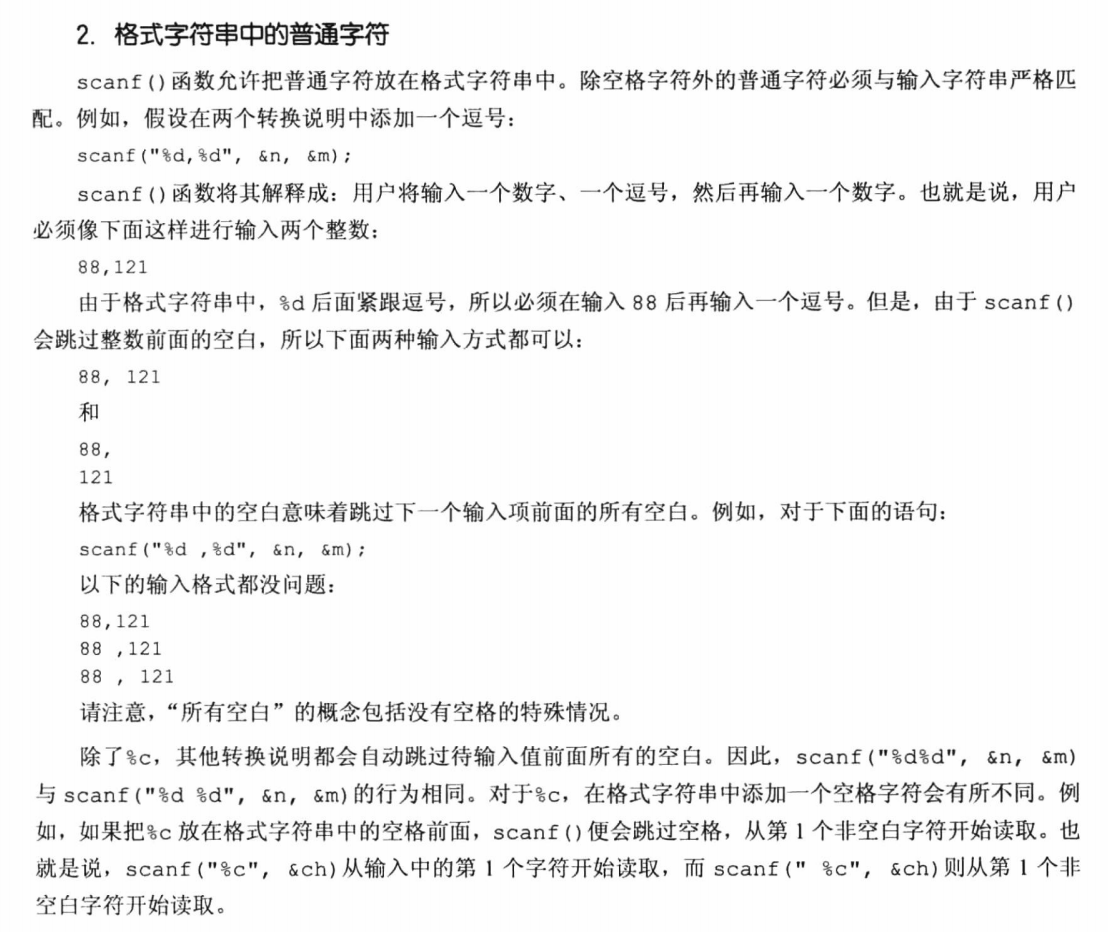 2. 格式字符串中的普通字符
scanf()函数允许把普通字符放在格式字符串中。除空格字符外的普通字符必须与输入字符串严格匹
配。例如，假设在两个转换说明中添加一个逗号：
scanf("%d,%d", &n, &m);
scanf()函数将其解释成：用户将输入一个数字、一个逗号，然后再输入一个数字。也就是说，用户
必须像下面这样进行输入两个整数：
88,121
由于格式字符串中，%d 后面紧跟逗号，所以必须在输入 88 后再输入一个逗号。但是，由于 scanf()
会跳过整数前面的空白，所以下面两种输入方式都可以：
88, 121
和
88,
121
格式字符串中的空白意味着跳过下一个输入项前面的所有空白。例如，对于下面的语句：
scanf("%d ,%d", &n, &m);
以下的输入格式都没问题：
88,121
88 ,121
88 , 121
请注意，“所有空白”的概念包括没有空格的特殊情况。
除了%c，其他转换说明都会自动跳过待输入值前面所有的空白。因此，scanf("%d%d", &n, &m)
与 scanf("%d %d", &n, &m)的行为相同。对于%c，在格式字符串中添加一个空格字符会有所不同。例
如，如果把%c 放在格式字符串中的空格前面，scanf()便会跳过空格，从第 1 个非空白字符开始读取。也
就是说，scanf("%c", &ch)从输入中的第 1 个字符开始读取，而 scanf(" %c", &ch)则从第 1 个非
空白字符开始读取。